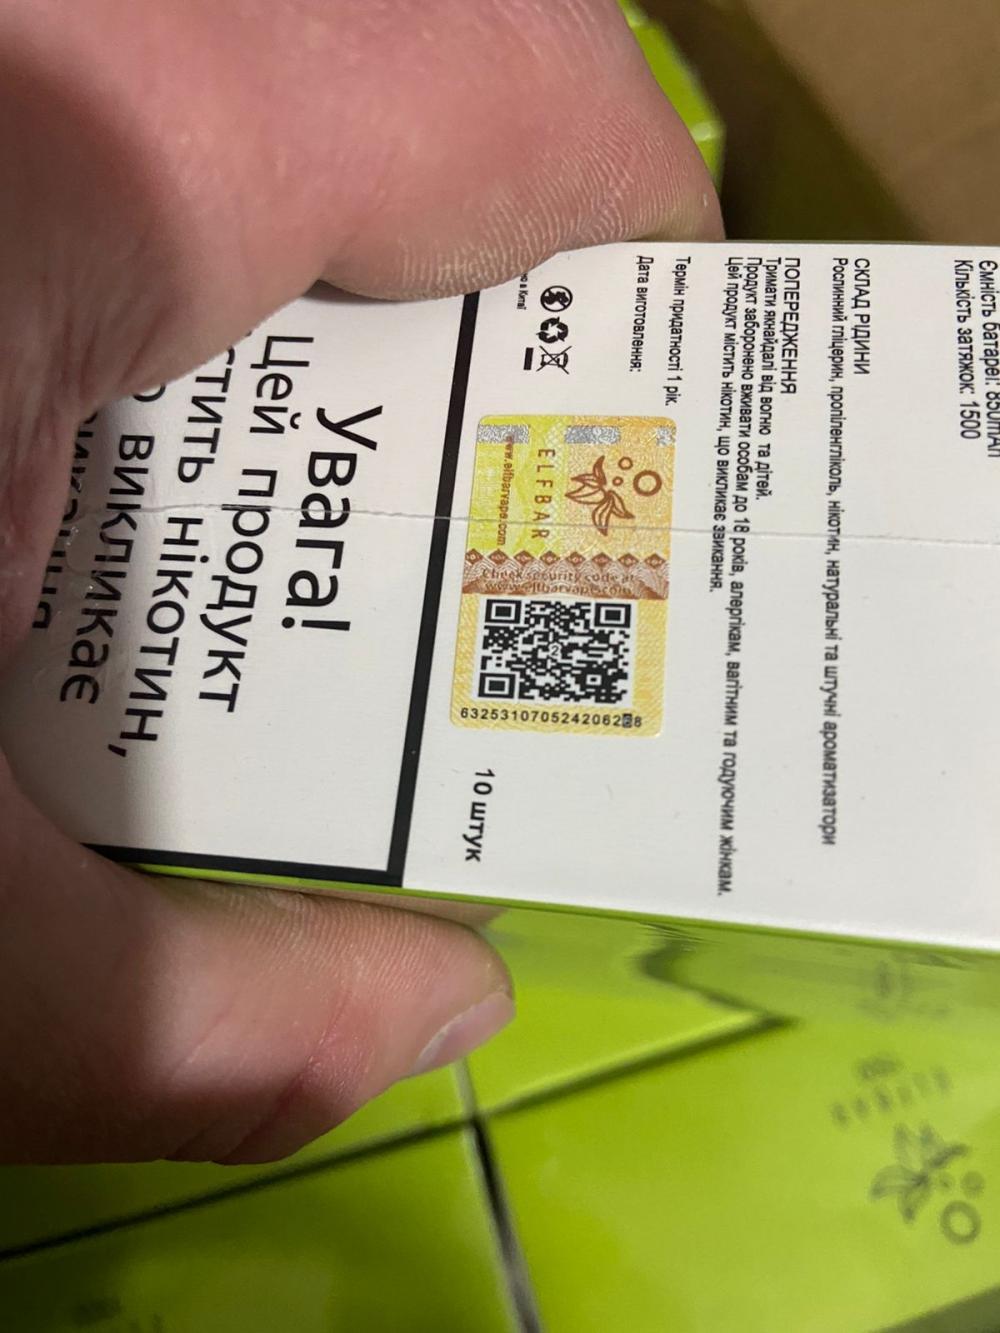 Ємність батареї: 850mAh
Кількість затяжок: 1500
СКЛАД РІДИНИ
Рослинний гліцерин, пропіленгліколь, нікотин, натуральні та штучні ароматизатори
ПОПЕРЕДЖЕННЯ
Тримати якнайдалі від вогню та дітей.
Продукт заборонено вживати особам до 18 років, алергікам, вагітним та годуючим жінкам.
Цей продукт містить нікотин, що викликає звикання.
Термін придатності 1 рік.
Дата виготовлення:
в Китаї
ELFBAR
www.elfbarvape.com
Check security code at
www.elfbarvape.com
2
6325310705242062668
10 штук
Увага!
Цей продукт
нікотин,
викликає